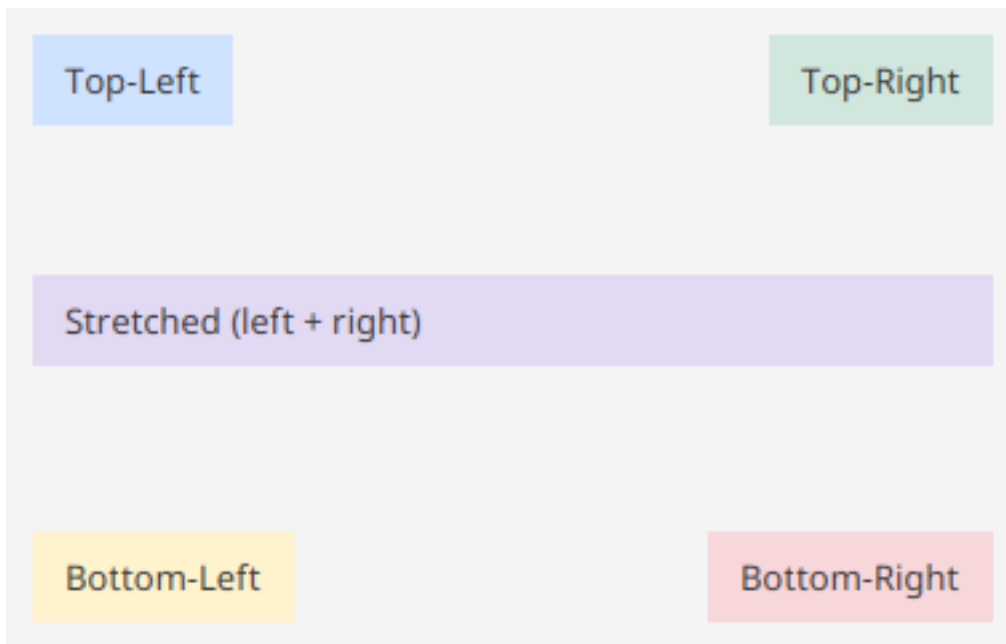 Top-Left
Top-Right
Stretched (left + right)
Bottom-Left
Bottom-Right